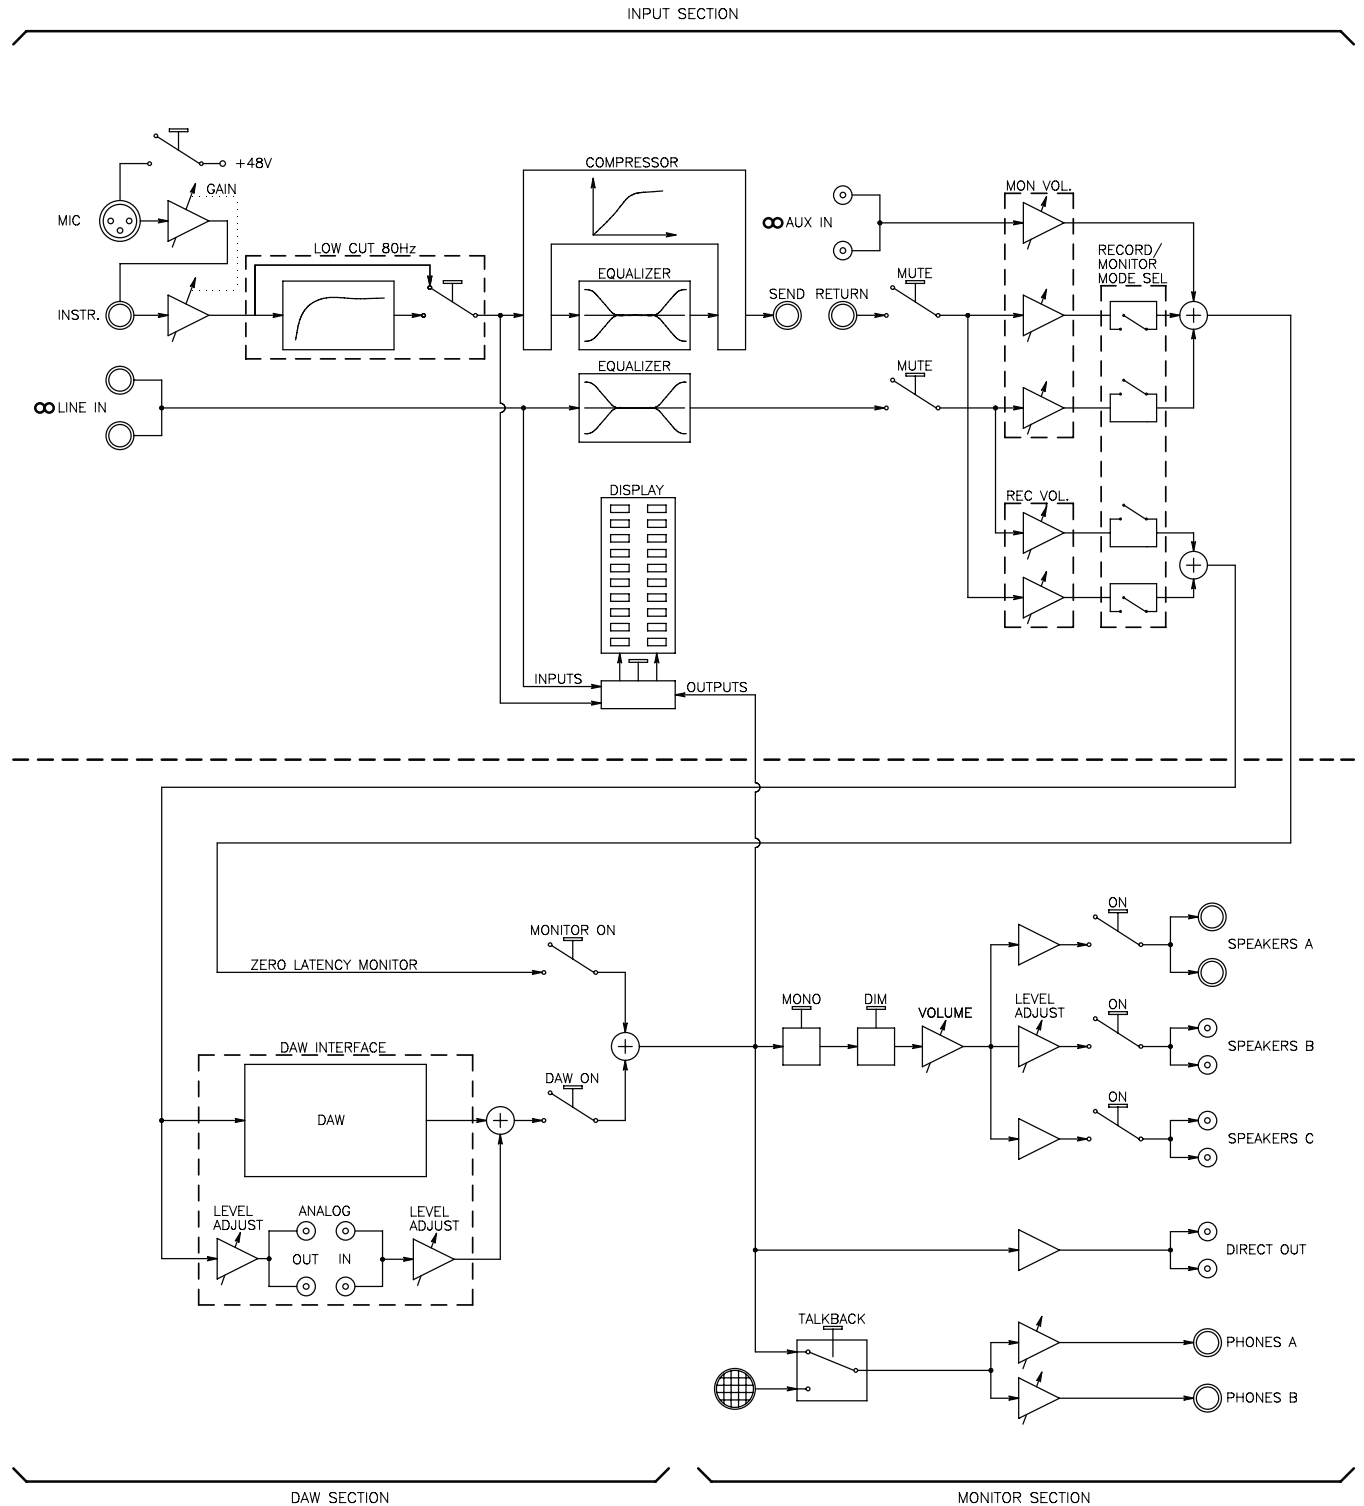 INPUT SECTION
+48V
GAIN
MIC
INSTR.
LINE IN
LOW CUT 80Hz
COMPRESSOR
EQUALIZER
EQUALIZER
SEND
RETURN
AUX IN
MUTE
MUTE
MON VOL.
RECORD/
MONITOR
MODE SEL
REC VOL.
DISPLAY
INPUTS
OUTPUTS
MONITOR ON
ZERO LATENCY MONITOR
DAW INTERFACE
DAW
DAW ON
LEVEL
ADJUST
ANALOG
OUT
IN
LEVEL
ADJUST
MONO
DIM
VOLUME
LEVEL
ADJUST
ON
SPEAKERS A
ON
SPEAKERS B
ON
SPEAKERS C
DIRECT OUT
TALKBACK
PHONES A
PHONES B
DAW SECTION
MONITOR SECTION